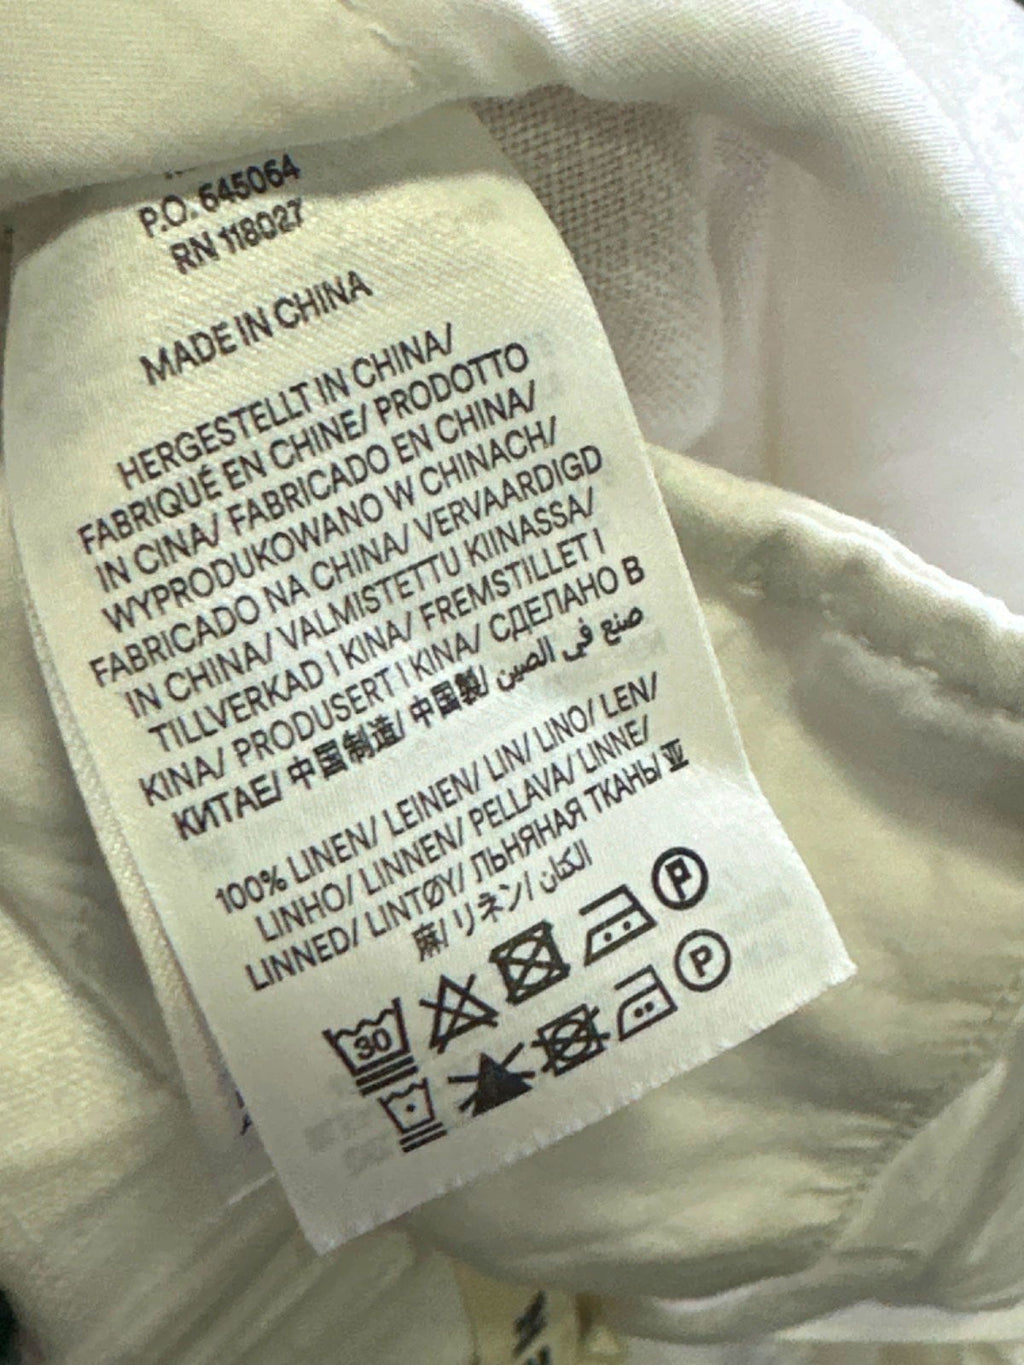 P.O. 645064
RN 118027
MADE IN CHINA
HERGESTELLT IN CHINA/
FABRIQUÉ EN CHINE/ PRODOTTO
IN CINA/ FABRICADO EN CHINA/
WYPRODUKOWANO W CHINACH/
FABRICADO NA CHINA/ VERVAARDIGD
IN CHINA/ VALMISTETTU KIINASSA/
TILLVERKAD I KINA/ FREMSTILLET I
KINA/ PRODUSERT I KINA/ СДЕЛАНО В
КИТАЕ/ 中国制造/ 中国製/ صنع في الصين
100% LINEN/ LEINEN/ LIN/ LINO/ LEN/
LINHO/ LINNEN/ PELLAVA/ LINNE/
LINNED/ LINTØY/ ЛЬНЯНАЯ ТКАНЬ/ 亚
麻/ リネン/ الكتان
30
P
P